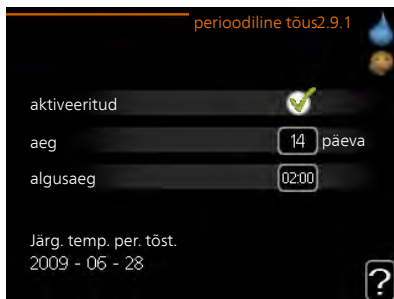 perioodiline tõus2.9.1
aktiveeritud
aeg 14 päeva
algusaeg 02:00
Järg. temp. per. tõst.
2009 - 06 - 28
?